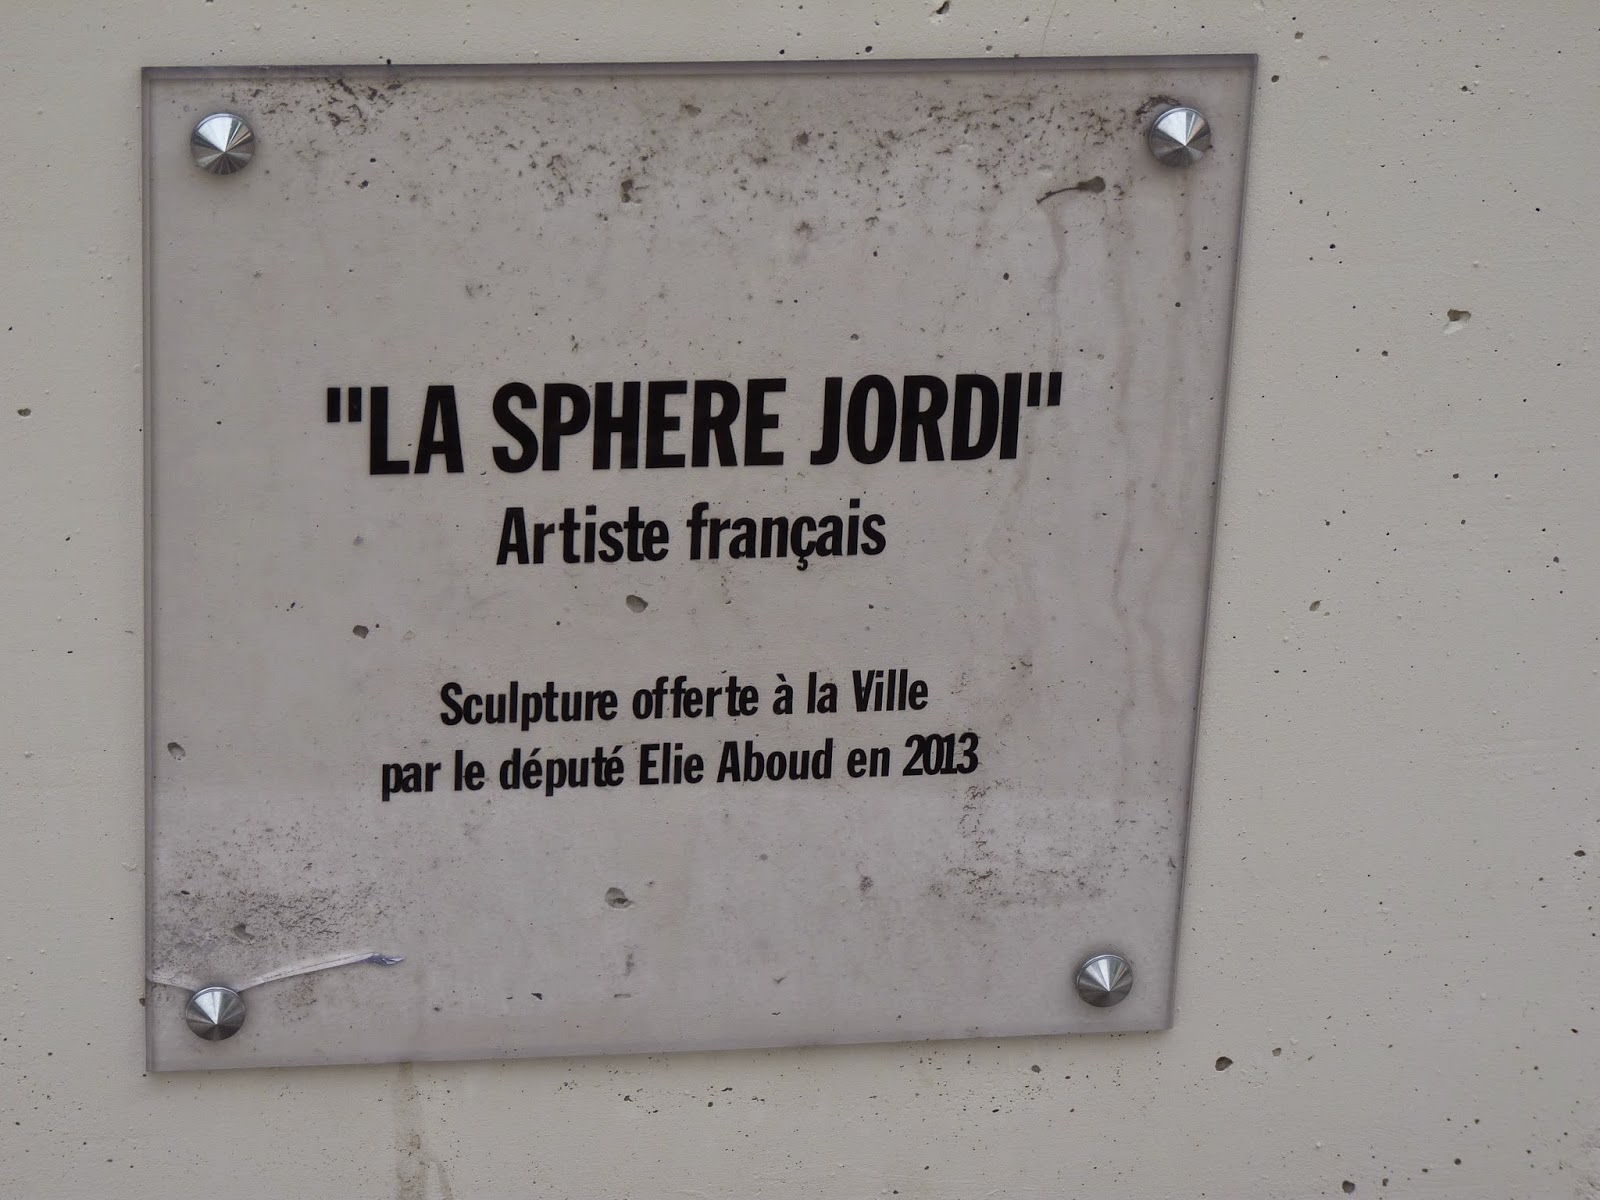 "LA SPHERE JORDI"
Artiste français
Sculpture offerte à la Ville
par le député Elie Aboud en 2013